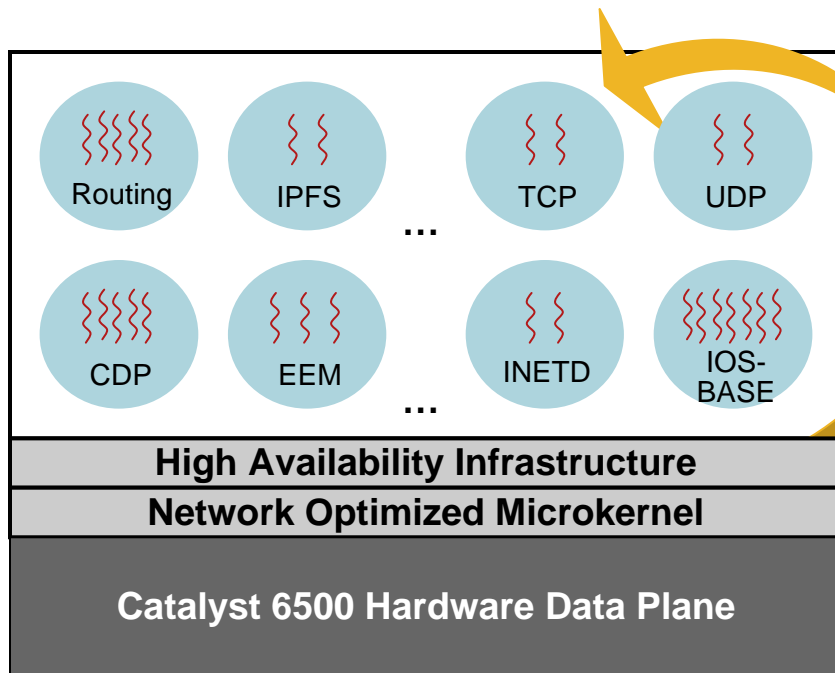 Routing
IPFS
TCP
UDP
...
CDP
EEM
INETD
IOS-
BASE
...
High Availability Infrastructure
Network Optimized Microkernel
Catalyst 6500 Hardware Data Plane